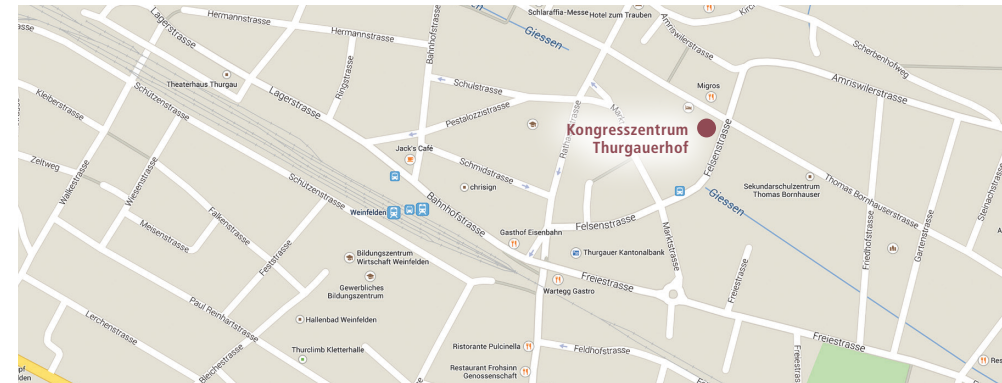 Schlaraffia-Messe
Hotel zum Trauben
Hermannstrasse
Lagerstrasse
Hermannstrasse
Bahnhofstrasse
Giessen
Amriswilerstrasse
Scherbenhofweg
Theaterhaus Thurgau
Ringstrasse
Schulstrasse
Migros
Amriswilerstrasse
Kleiberstrasse
Schützenstrasse
Lagerstrasse
Pestalozzistrasse
Kongresszentrum
Thurgauerhof
Felsenstrasse
Jack's Café
Zeltweg
Walkestrasse
Wiesenstrasse
Schützenstrasse
Schmidstrasse
chrisign
Sekundarschulzentrum
Thomas Bornhauser
Thomas Bornhauserstrasse
Steinachstrasse
Weinfelden
Bahnhofstrasse
Felsenstrasse
Giessen
Falkenstrasse
Meisenstrasse
Feststrasse
Gasthof Eisenbahn
Marktstrasse
Friedhofstrasse
Gartenstrasse
Bildungszentrum
Wirtschaft Weinfelden
Thurgauer Kantonalbank
Gewerbliches
Bildungszentrum
Freiestrasse
Freiestrasse
Wartegg Gastro
Paul Reinhartstrasse
Hallenbad Weinfelden
Lerchenstrasse
Bleichestrasse
Thurclimb Kletterhalle
Ristorante Pulcinella
Feldhofstrasse
Freiestrasse
Freiestrasse
Restaurant Frohsinn
Genossenschaft